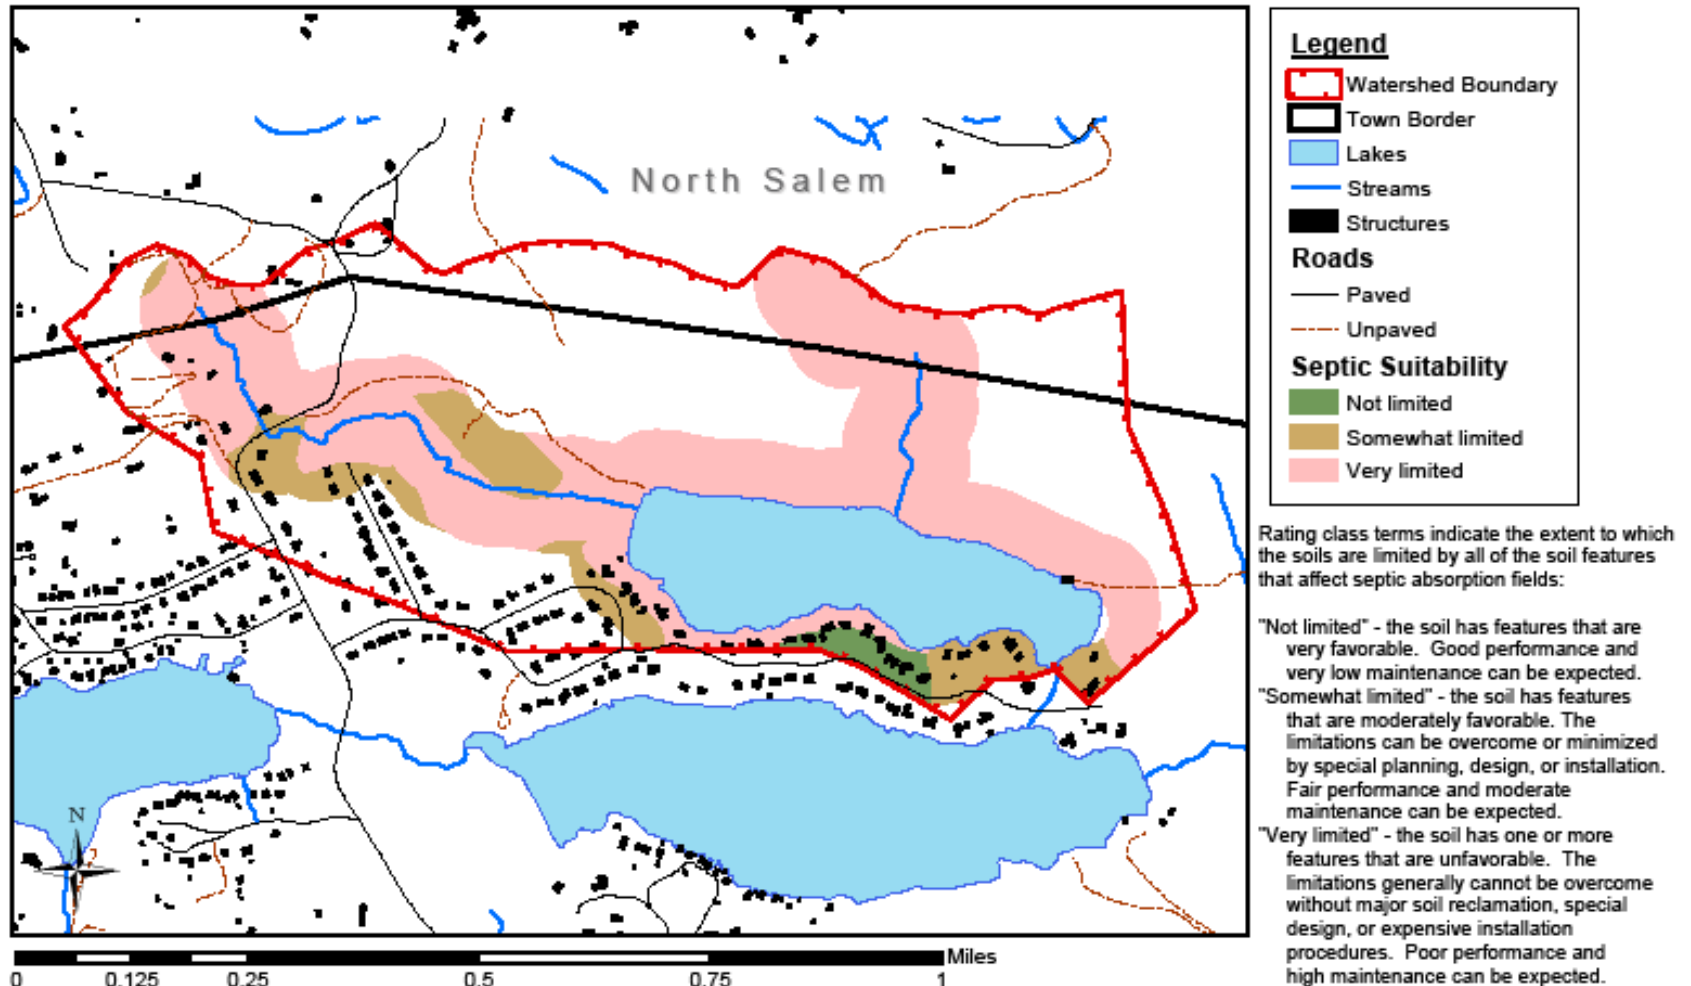 North Salem
N
0
0.125
0.25
0.5
0.75
1
Miles
Legend
Watershed Boundary
Town Border
Lakes
Streams
Structures
Roads
Paved
Unpaved
Septic Suitability
Not limited
Somewhat limited
Very limited
Rating class terms indicate the extent to which
the soils are limited by all of the soil features
that affect septic absorption fields:
"Not limited" - the soil has features that are
very favorable.  Good performance and
very low maintenance can be expected.
"Somewhat limited" - the soil has features
that are moderately favorable. The
limitations can be overcome or minimized
by special planning, design, or installation.
Fair performance and moderate
maintenance can be expected.
"Very limited" - the soil has one or more
features that are unfavorable.  The
limitations generally cannot be overcome
without major soil reclamation, special
design, or expensive installation
procedures.  Poor performance and
high maintenance can be expected.